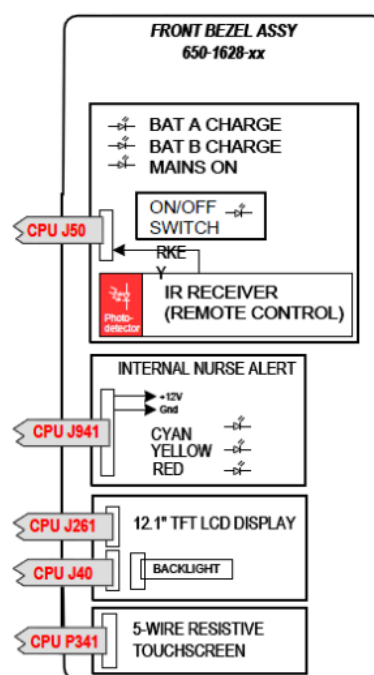 FRONT BEZEL ASSY
650-1628-xx
BAT A CHARGE
BAT B CHARGE
MAINS ON
ON/OFF
SWITCH
CPU J50
RKE
Y
IR RECEIVER
(REMOTE CONTROL)
Photo-
detector
INTERNAL NURSE ALERT
+12V
Gnd
CPU J941
CYAN
YELLOW
RED
CPU J261
12.1" TFT LCD DISPLAY
CPU J40
BACKLIGHT
CPU P341
5-WIRE RESISTIVE
TOUCHSCREEN